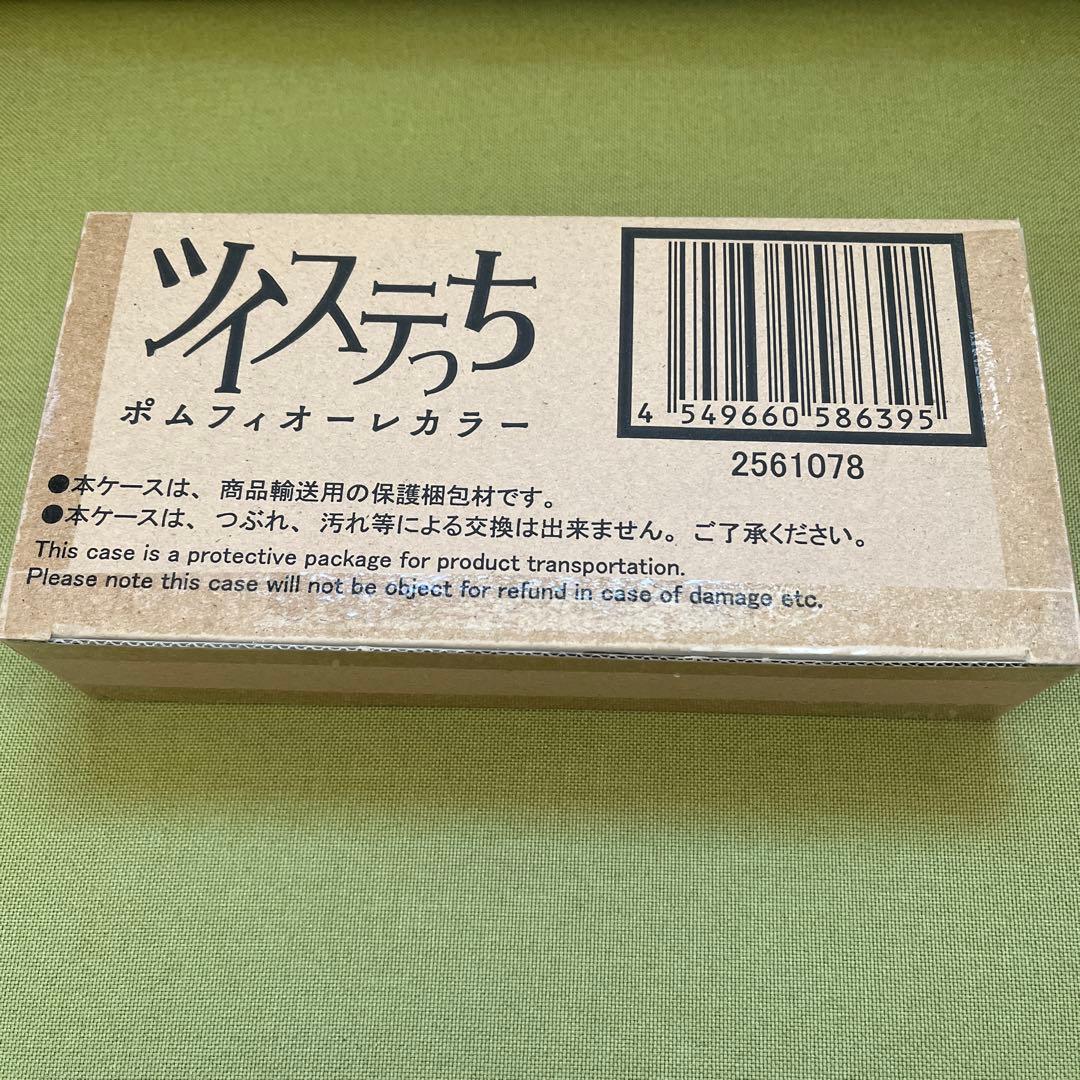 ツイステっち
ポムフィオーレカラー
4 549660 586395
2561078
●本ケースは、商品輸送用の保護梱包材です。
●本ケースは、つぶれ、汚れ等による交換は出来ません。ご了承ください。
This case is a protective package for product transportation.
Please note this case will not be object for refund in case of damage etc.